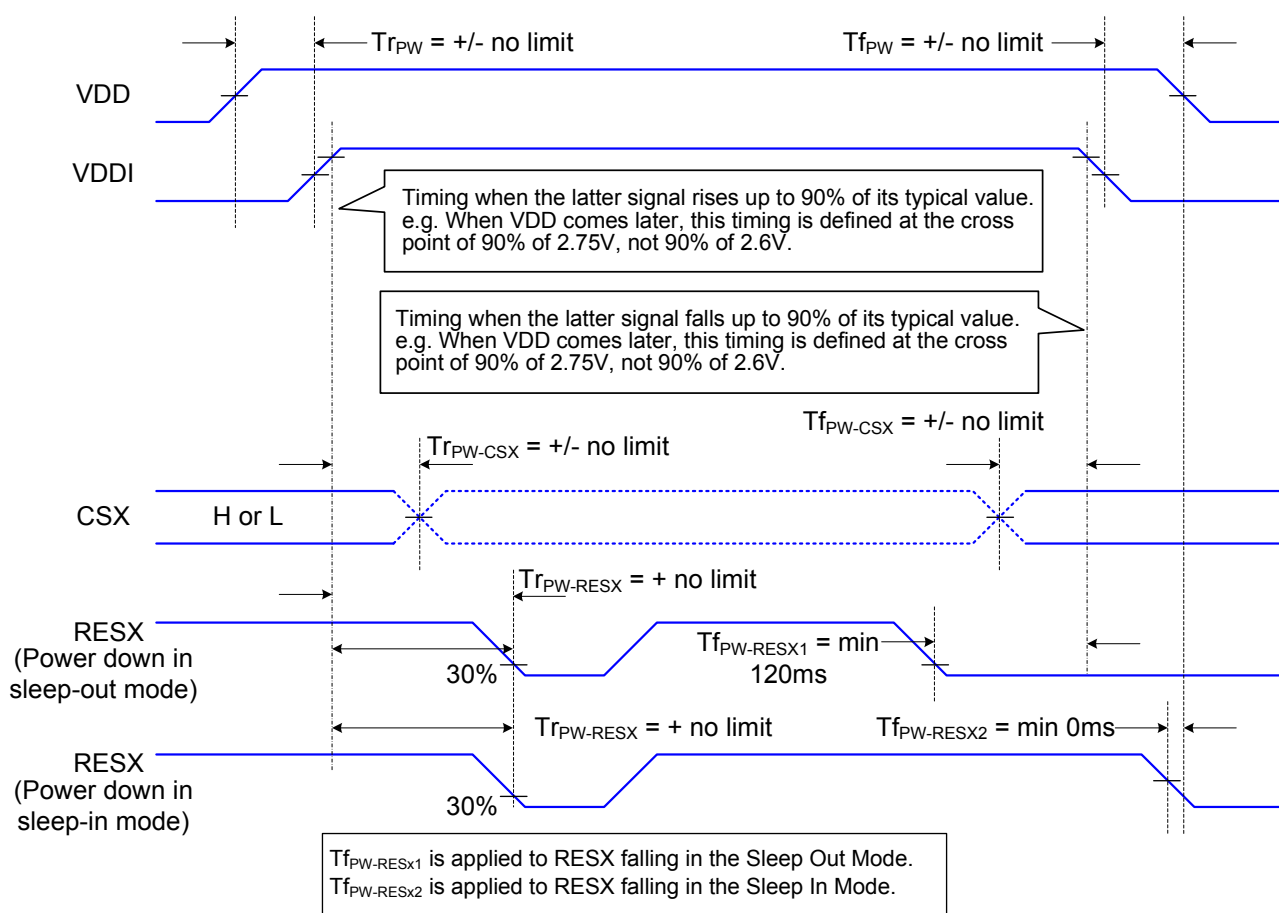 TrPW = +/- no limit
TfPW = +/- no limit
VDD
VDDI
Timing when the latter signal rises up to 90% of its typical value.
e.g. When VDD comes later, this timing is defined at the cross
point of 90% of 2.75V, not 90% of 2.6V.
Timing when the latter signal falls up to 90% of its typical value.
e.g. When VDD comes later, this timing is defined at the cross
point of 90% of 2.75V, not 90% of 2.6V.
TfPW-CSX = +/- no limit
TrPW-CSX = +/- no limit
CSX
H or L
TrPW-RESX = + no limit
RESX
(Power down in
sleep-out mode)
30%
TfPW-RESX1 = min
120ms
TrPW-RESX = + no limit
TfPW-RESX2 = min 0ms
RESX
(Power down in
sleep-in mode)
30%
TfPW-RESx1 is applied to RESX falling in the Sleep Out Mode.
TfPW-RESx2 is applied to RESX falling in the Sleep In Mode.